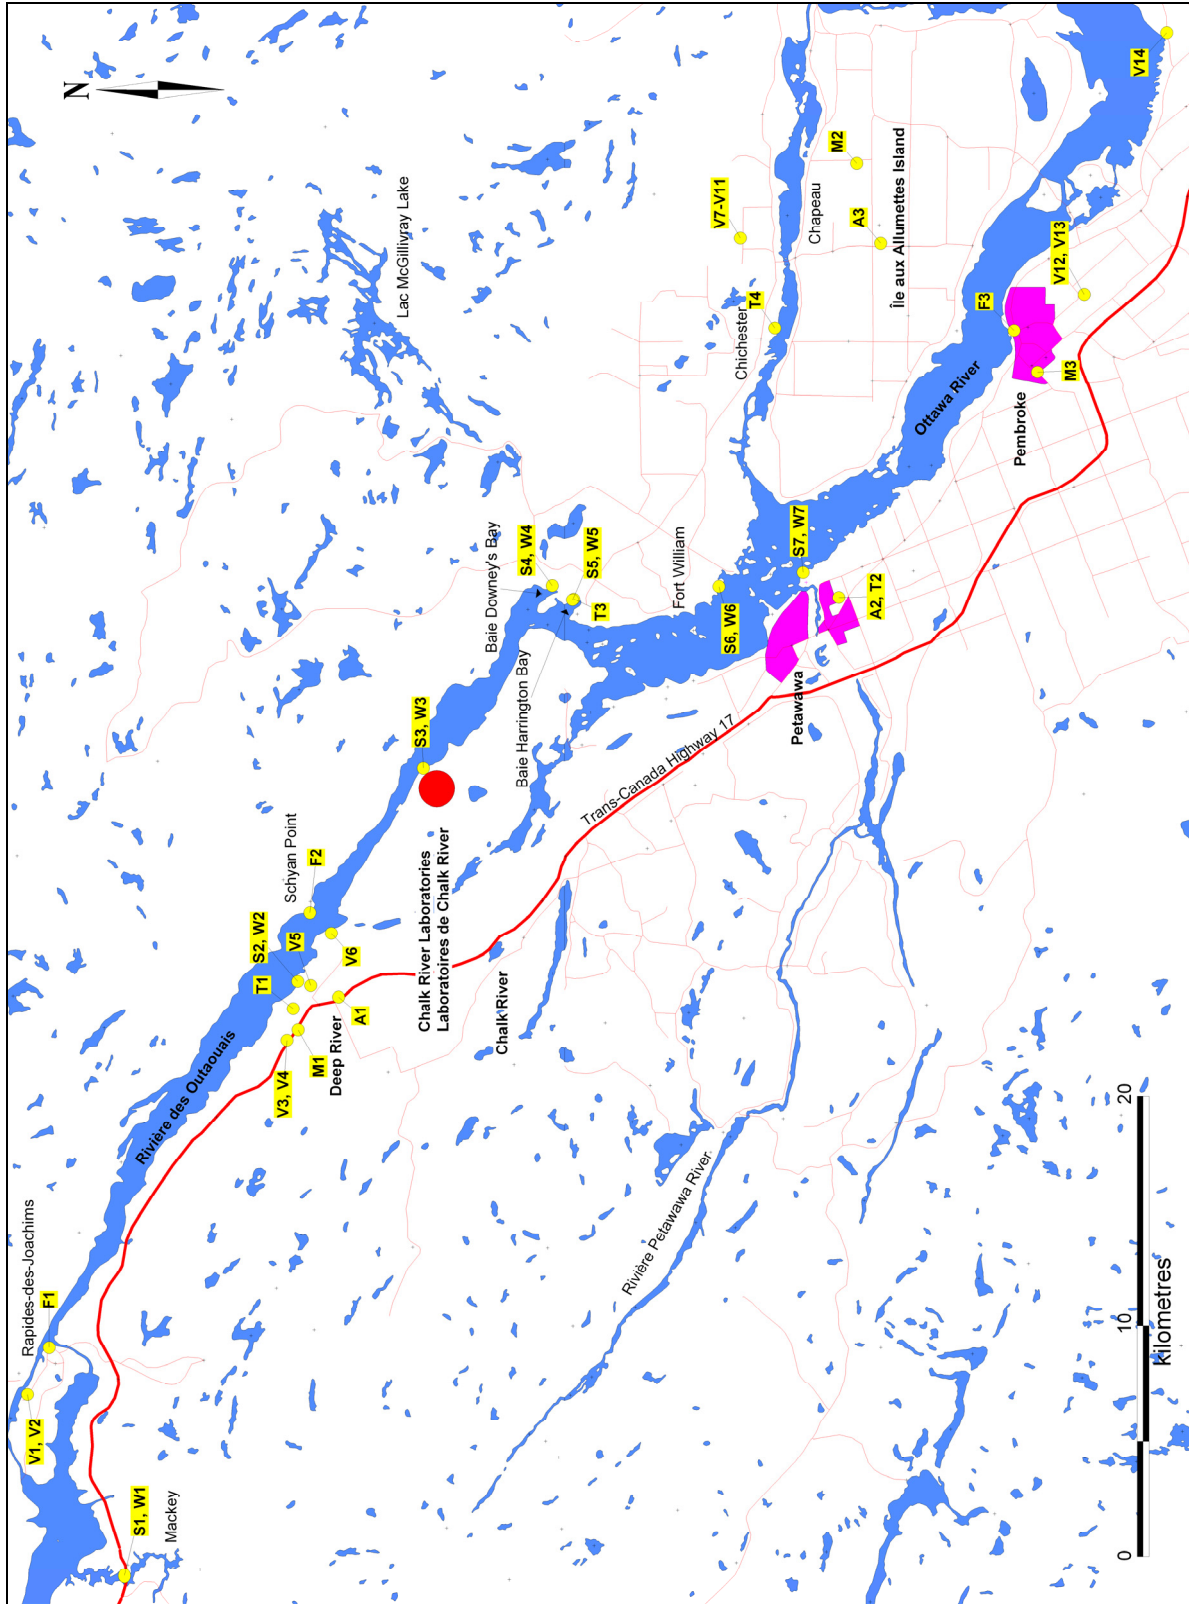 N
Rapides-des-Joachims
V1, V2
F1
S1, W1
Mackey
Rivière des Outaouais
T1
S2, W2
V5
Schyan Point
F2
V3, V4
M1
Deep River
A1
V6
Chalk River Laboratories
Laboratoires de Chalk River
S3, W3
Chalk River
Baie Downey's Bay
S4, W4
Baie Harrington Bay
S5, W5
T3
Lac McGillivray Lake
Fort William
S6, W6
S7, W7
Trans-Canada Highway 17
Petawawa
A2, T2
Rivière Petawawa River
Chichester
T4
V7-V11
Chapeau
M2
A3
Île aux Allumettes Island
Ottawa River
F3
Pembroke
M3
V12, V13
V14
0
10
20
kilometres